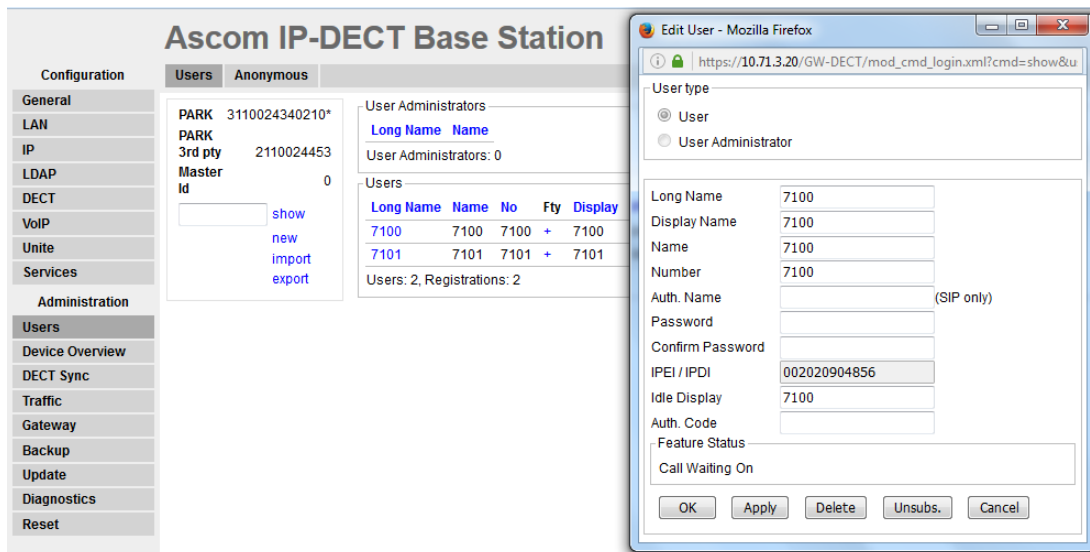 Ascom IP-DECT Base Station
Configuration
General
LAN
IP
LDAP
DECT
VoIP
Unite
Services
Administration
Users
Device Overview
DECT Sync
Traffic
Gateway
Backup
Update
Diagnostics
Reset
Users Anonymous
PARK 3110024340210*
PARK
3rd pty 2110024453
Master
Id 0
show
new
import
export
User Administrators
Long Name Name
User Administrators: 0
Users
Long Name Name No Fty Display
7100 7100 7100 + 7100
7101 7101 7101 + 7101
Users: 2, Registrations: 2
Edit User - Mozilla Firefox
https://10.71.3.20/GW-DECT/mod_cmd_login.xml?cmd=show&u
User type
User
User Administrator
Long Name 7100
Display Name 7100
Name 7100
Number 7100
Auth. Name (SIP only)
Password
Confirm Password
IPEI / IPDI 002020904856
Idle Display 7100
Auth. Code
Feature Status
Call Waiting On
OK Apply Delete Unsubs. Cancel